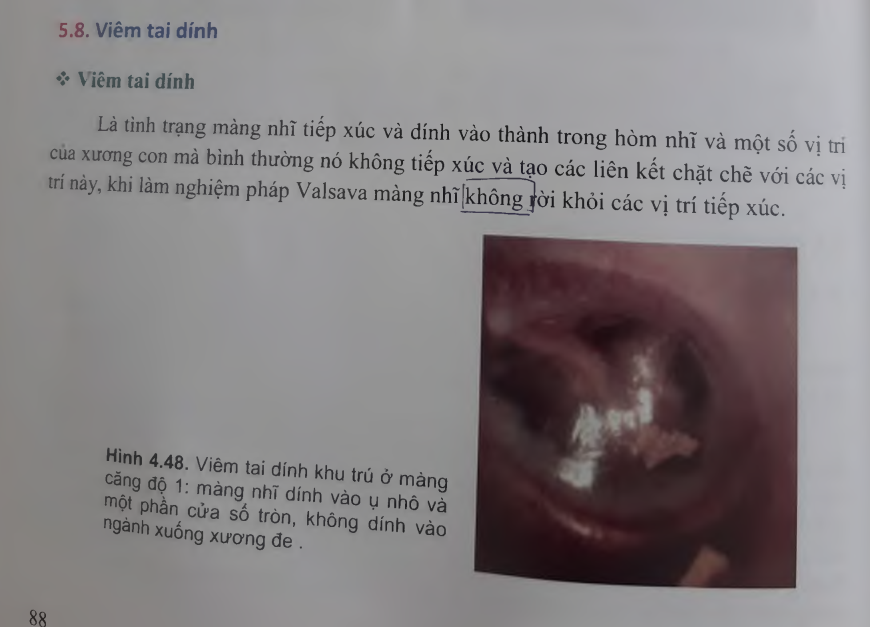 5.8. Viêm tai dính
❖ Viêm tai dính
Là tình trạng màng nhĩ tiếp xúc và dính vào thành trong hòm nhĩ và một số vị trí
của xương con mà bình thường nó không tiếp xúc và tạo các liên kết chặt chẽ với các vị
trí này, khi làm nghiệm pháp Valsava màng nhĩ không rời khỏi các vị trí tiếp xúc.
Hình 4.48. Viêm tai dính khu trú ở màng
căng độ 1: màng nhĩ dính vào ụ nhô và
một phần cửa sổ tròn, không dính vào
ngành xuống xương đe .
88